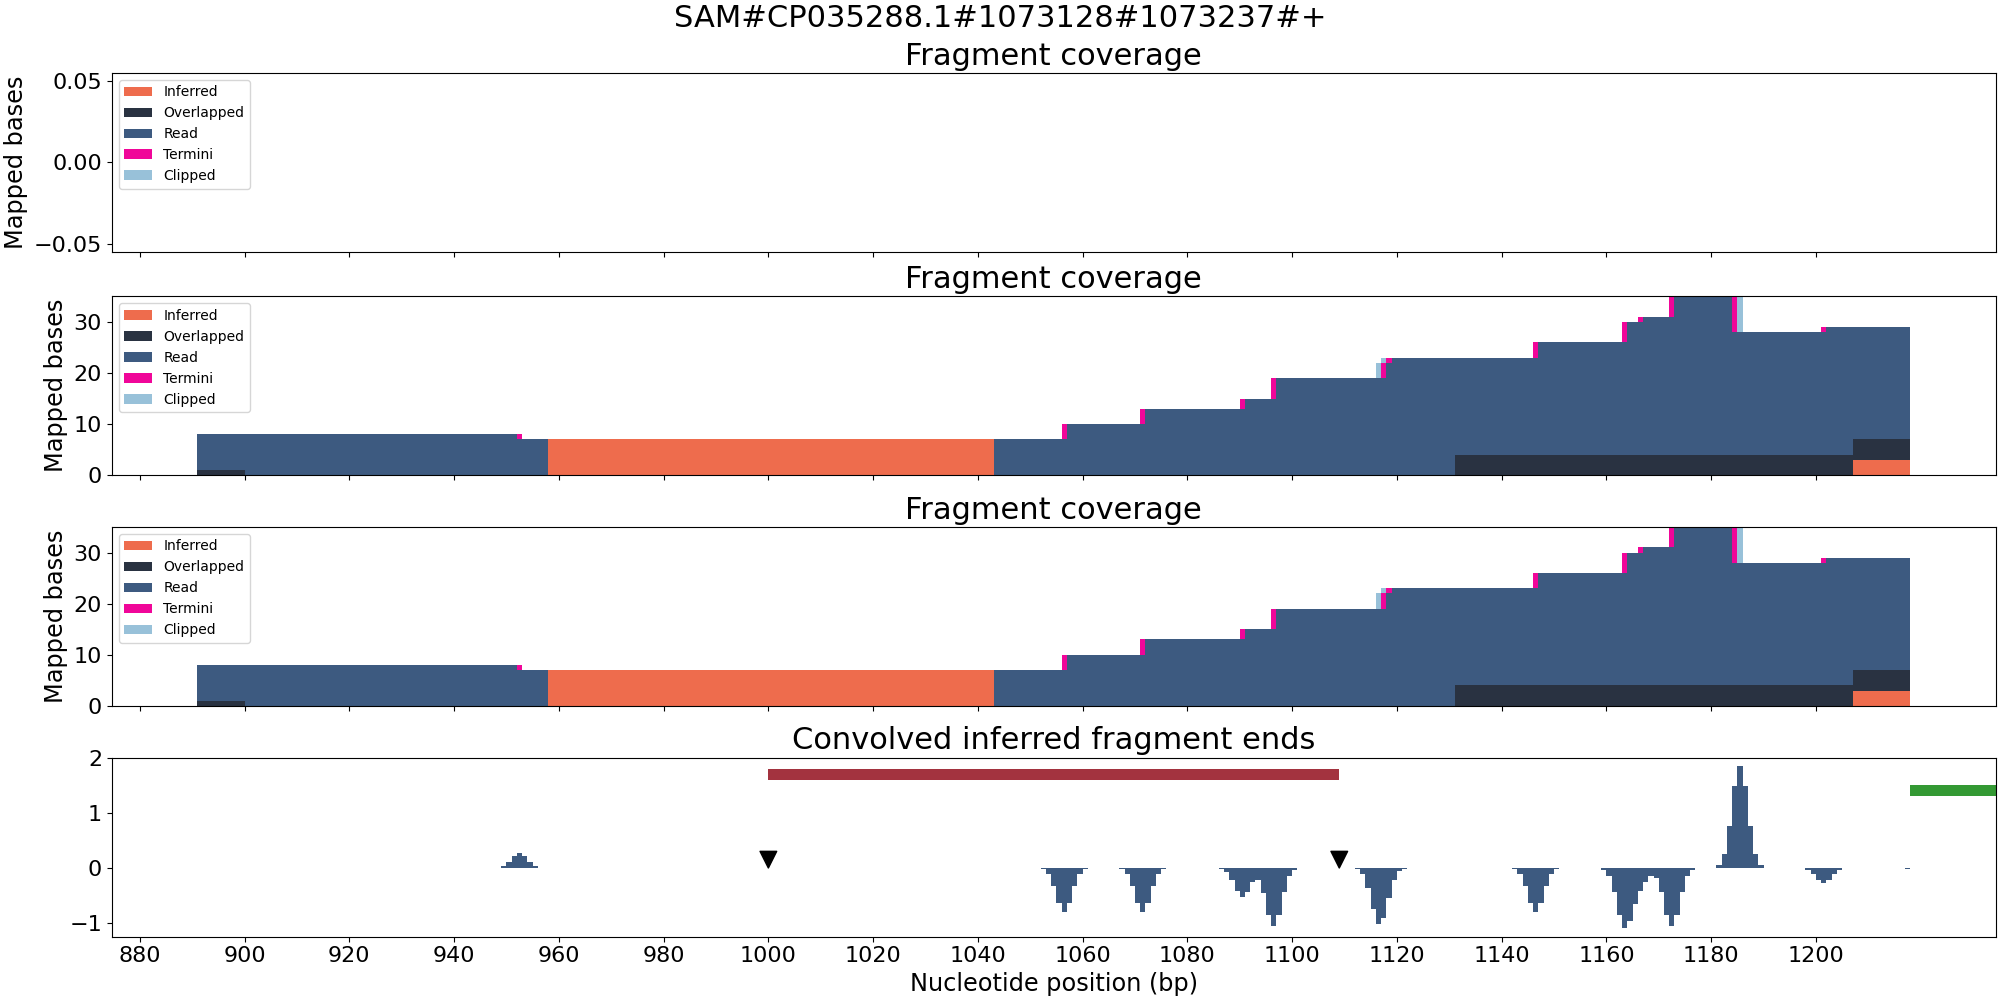 SAM#CP035288.1#1073128#1073237#+
Fragment coverage
Mapped bases
0.05
0.00
−0.05
Inferred
Overlapped
Read
Termini
Clipped
Fragment coverage
Mapped bases
30
20
10
0
Inferred
Overlapped
Read
Termini
Clipped
Fragment coverage
Mapped bases
30
20
10
0
Inferred
Overlapped
Read
Termini
Clipped
Convolved inferred fragment ends
2
1
0
−1
880 900 920 940 960 980 1000 1020 1040 1060 1080 1100 1120 1140 1160 1180 1200
Nucleotide position (bp)